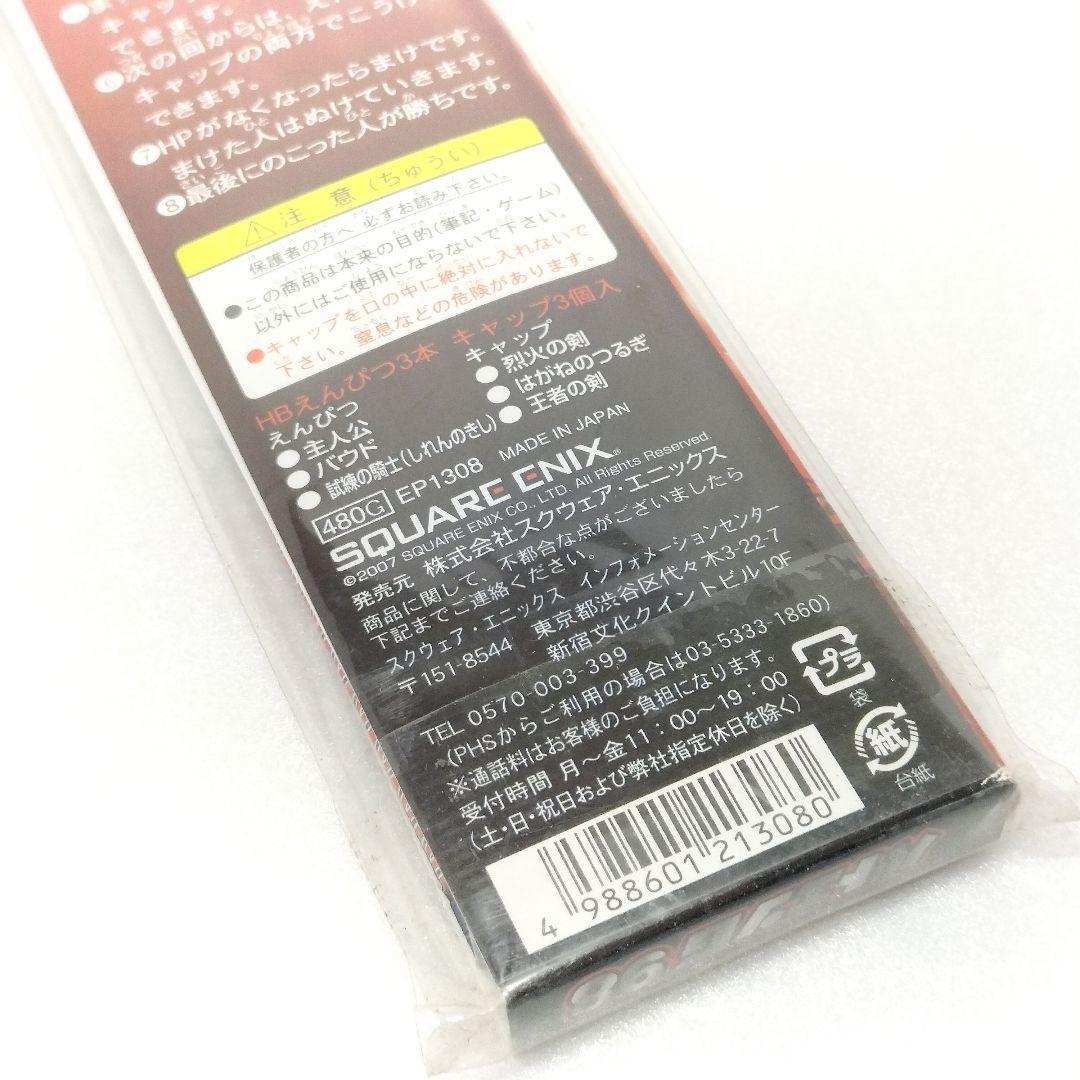 できます。
⑥次の回からは、
キャップの両方でこうげ
できます。
⑦HPがなくなったらまけです。
まけた人はぬけていきます。
⑧最後にのこった人が勝ちです。
⚠注 意(ちゅうい)
保護者の方へ 必ずお読み下さい。
●この商品は本来の目的(筆記・ゲーム)
以外にはご使用にならないで下さい。
●キャップを口の中に絶対に入れないで
下さい。窒息などの危険があります。
HBえんぴつ3本 キャップ3個入
えんぴつ
●主人公
●バウド
●試練の騎士(しれんのきし)
キャップ
●烈火の剣
●はがねのつるぎ
●王者の剣
480G EP1308 MADE IN JAPAN
SQUARE ENIX®
©2007 SQUARE ENIX CO., LTD. All Rights Reserved.
発売元 株式会社スクウェア・エニックス
商品に関して、不都合な点がございましたら
下記までご連絡ください。
スクウェア・エニックス インフォメーションセンター
〒151-8544 東京都渋谷区代々木3-22-7
新宿文化クイントビル10F
TEL 0570-003-399
(PHSからご利用の場合は03-5333-1860)
※通話料はお客様のご負担になります。
受付時間 月〜金11:00〜19:00
(土・日・祝日および弊社指定休日を除く)
プラ
袋
紙
台紙
4 988601 213080